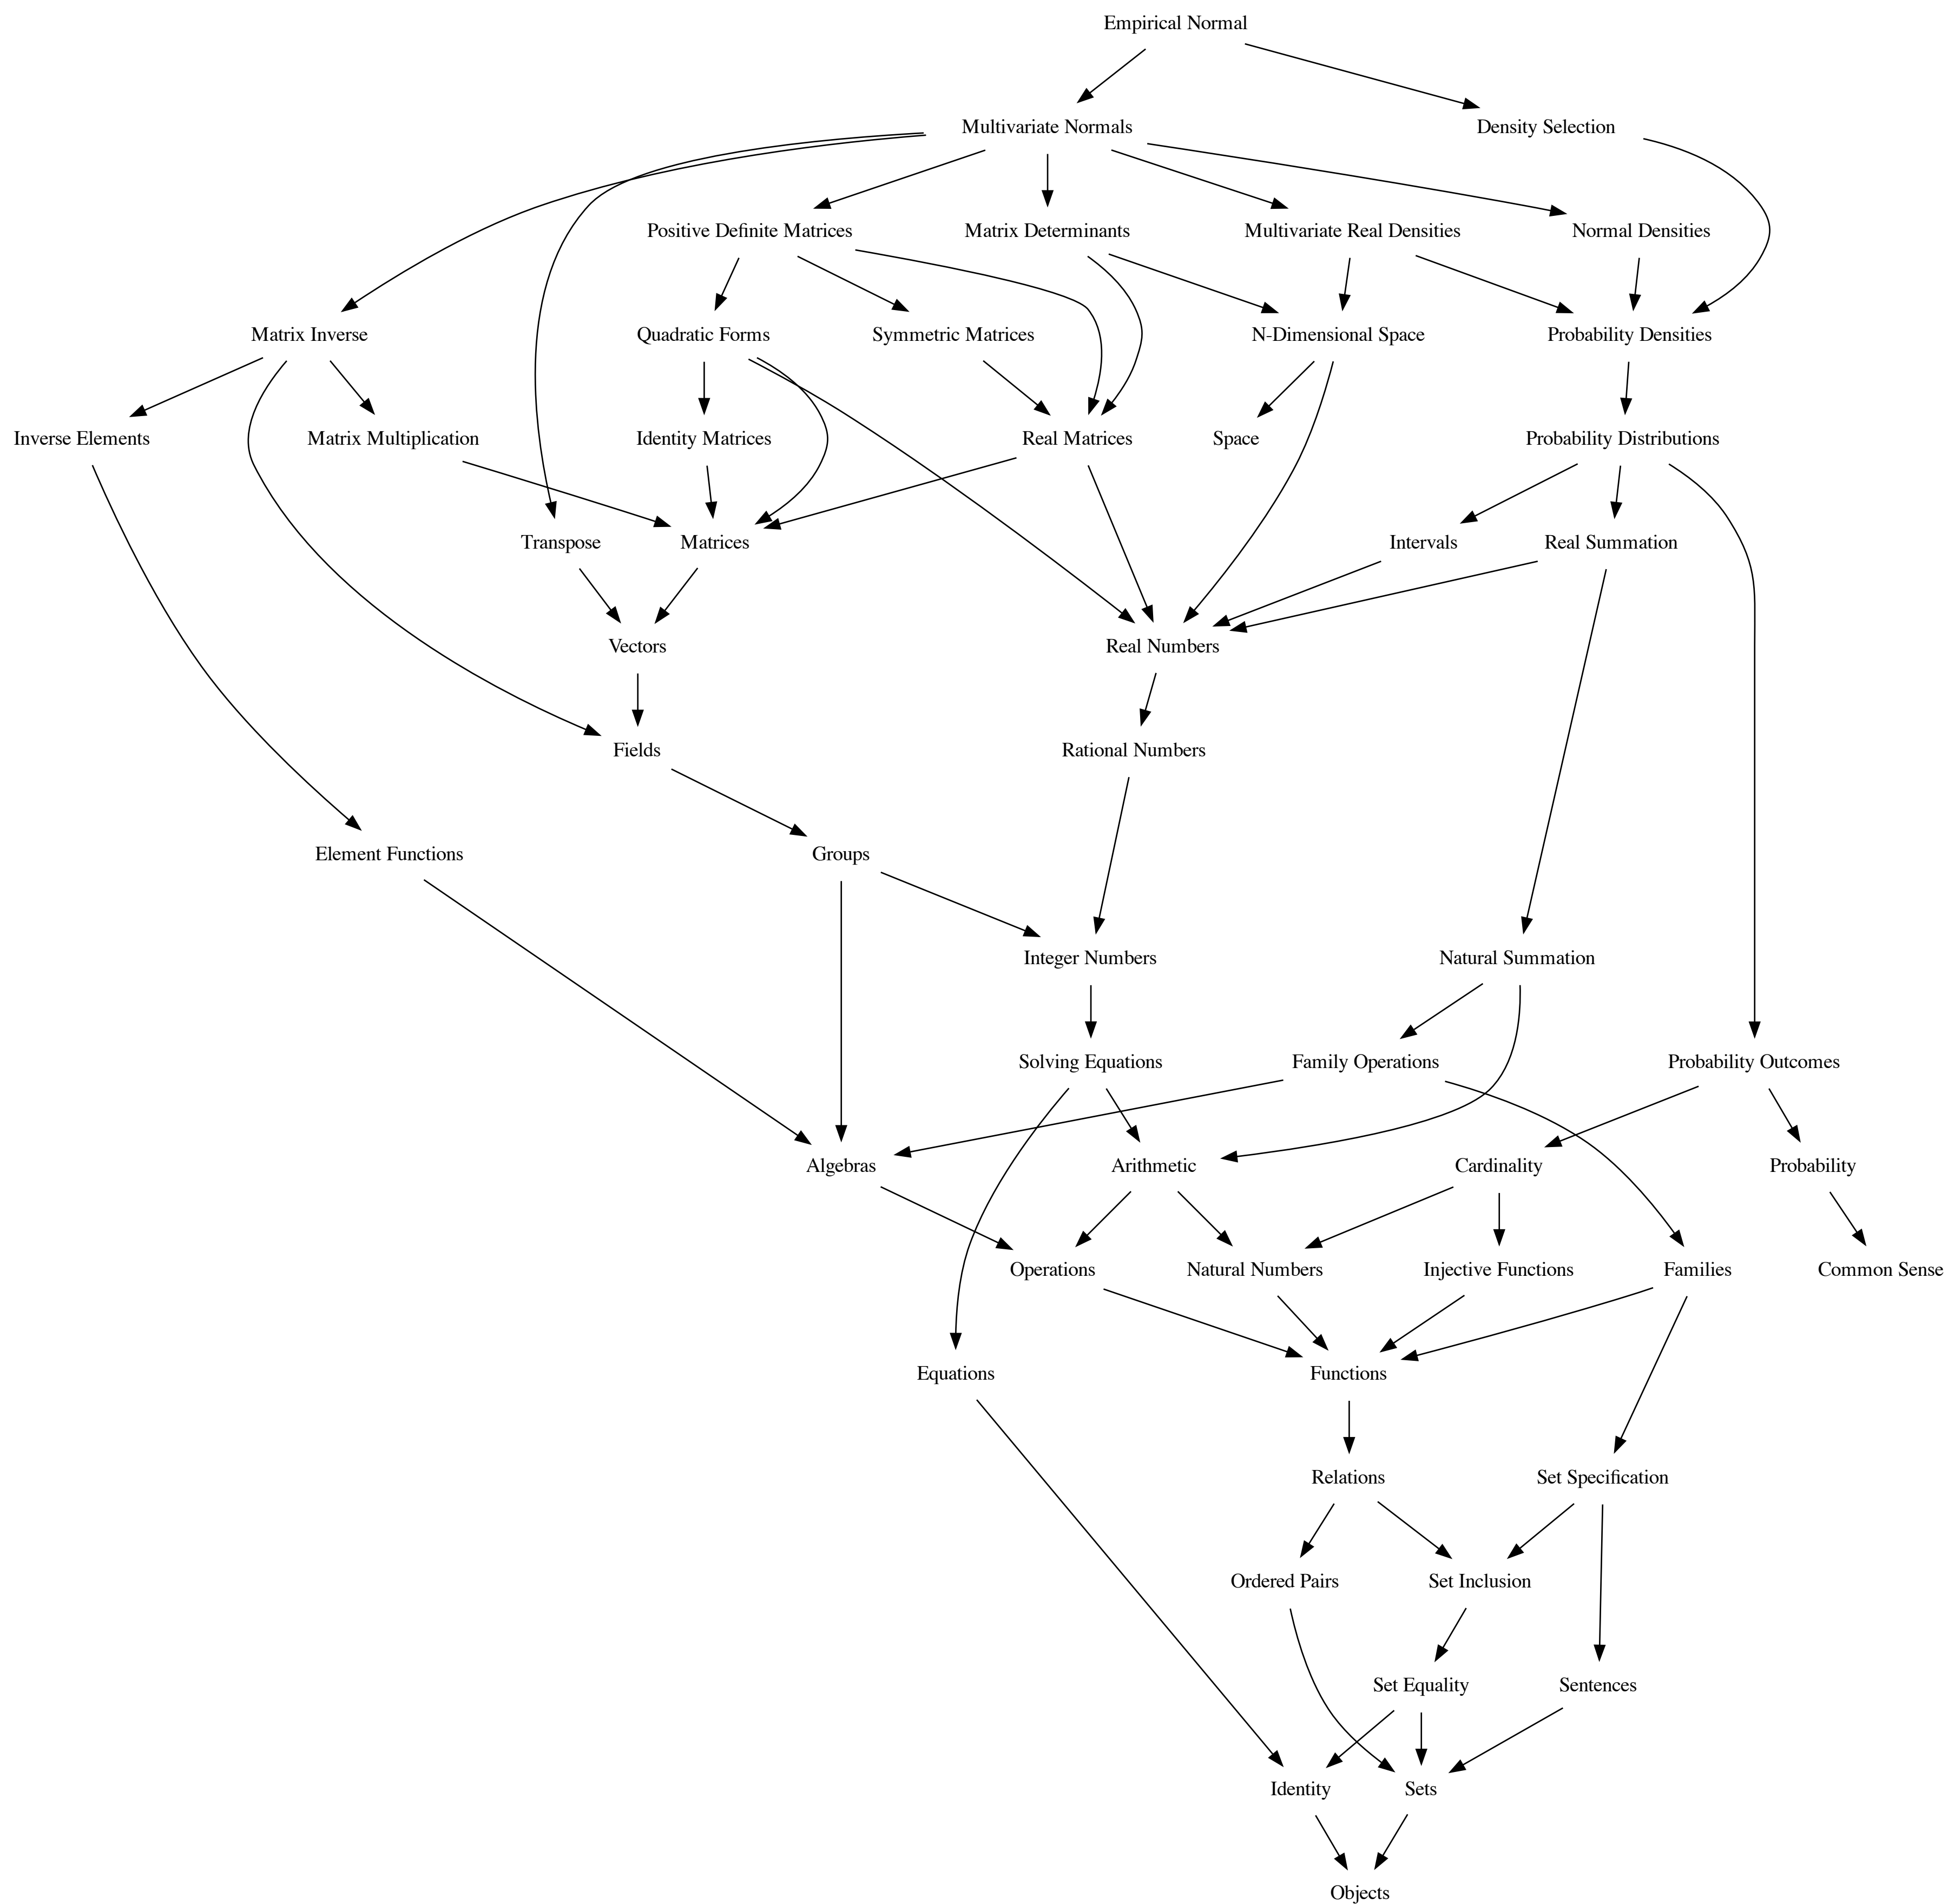 Empirical Normal
Multivariate Normals
Density Selection
Positive Definite Matrices
Matrix Determinants
Multivariate Real Densities
Normal Densities
Matrix Inverse
Quadratic Forms
Symmetric Matrices
N-Dimensional Space
Probability Densities
Inverse Elements
Matrix Multiplication
Identity Matrices
Real Matrices
Space
Probability Distributions
Transpose
Matrices
Intervals
Real Summation
Vectors
Real Numbers
Fields
Rational Numbers
Element Functions
Groups
Integer Numbers
Natural Summation
Solving Equations
Family Operations
Probability Outcomes
Algebras
Arithmetic
Cardinality
Probability
Operations
Natural Numbers
Injective Functions
Families
Common Sense
Equations
Functions
Relations
Set Specification
Ordered Pairs
Set Inclusion
Set Equality
Sentences
Identity
Sets
Objects